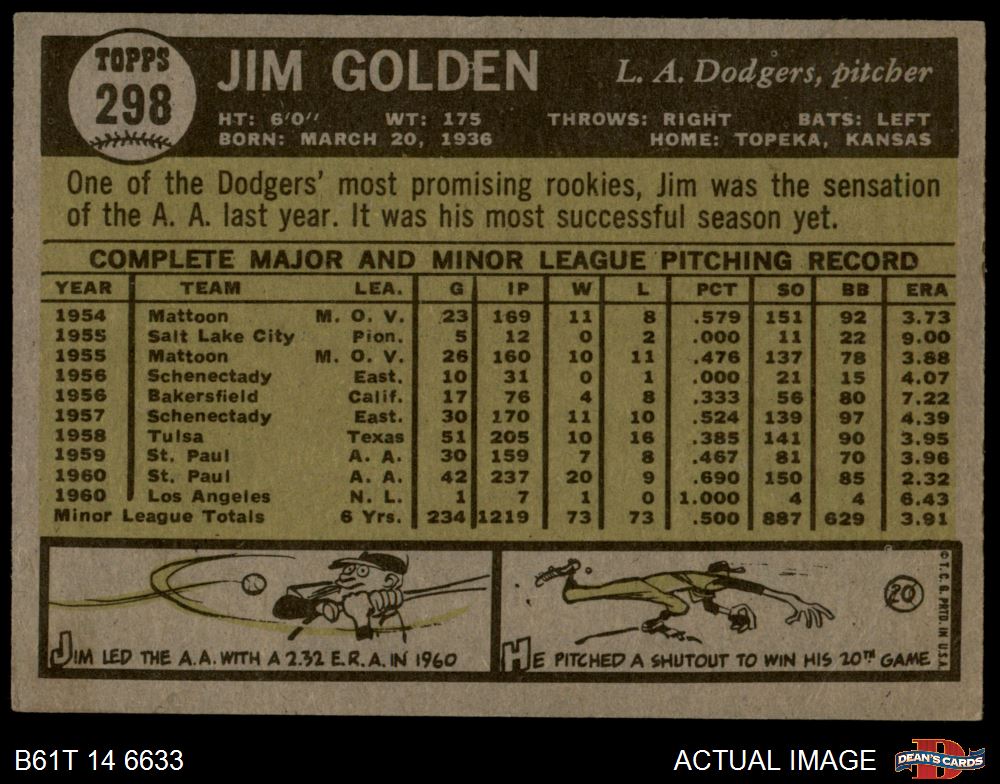 TOPPS
298
JIM GOLDEN
L. A. Dodgers, pitcher
HT: 6'0" WT: 175 THROWS: RIGHT BATS: LEFT
BORN: MARCH 20, 1936 HOME: TOPEKA, KANSAS
One of the Dodgers' most promising rookies, Jim was the sensation
of the A. A. last year. It was his most successful season yet.
COMPLETE MAJOR AND MINOR LEAGUE PITCHING RECORD
YEAR TEAM LEA. G IP W L PCT SO BB ERA
1954 Mattoon M. O. V. 23 169 11 8 .579 151 92 3.73
1955 Salt Lake City Pion. 5 12 0 2 .000 11 22 9.00
1955 Mattoon M. O. V. 26 160 10 11 .476 137 78 3.88
1956 Schenectady East. 10 31 0 1 .000 21 15 4.07
1956 Bakersfield Calif. 17 76 4 8 .333 56 80 7.22
1957 Schenectady East. 30 170 11 10 .524 139 97 4.39
1958 Tulsa Texas 51 205 10 16 .385 141 90 3.95
1959 St. Paul A. A. 30 159 7 8 .467 81 70 3.96
1960 St. Paul A. A. 42 237 20 9 .690 150 85 2.32
1960 Los Angeles N. L. 1 7 1 0 1.000 4 4 6.43
Minor League Totals 6 Yrs. 234 1219 73 73 .500 887 629 3.91
JIM LED THE A.A. WITH A 2.32 E.R.A. IN 1960
HE PITCHED A SHUTOUT TO WIN HIS 20TH GAME
20
© T. C. G. PRTD. IN U.S.A.
B61T 14 6633
ACTUAL IMAGE
DEAN'S CARDS